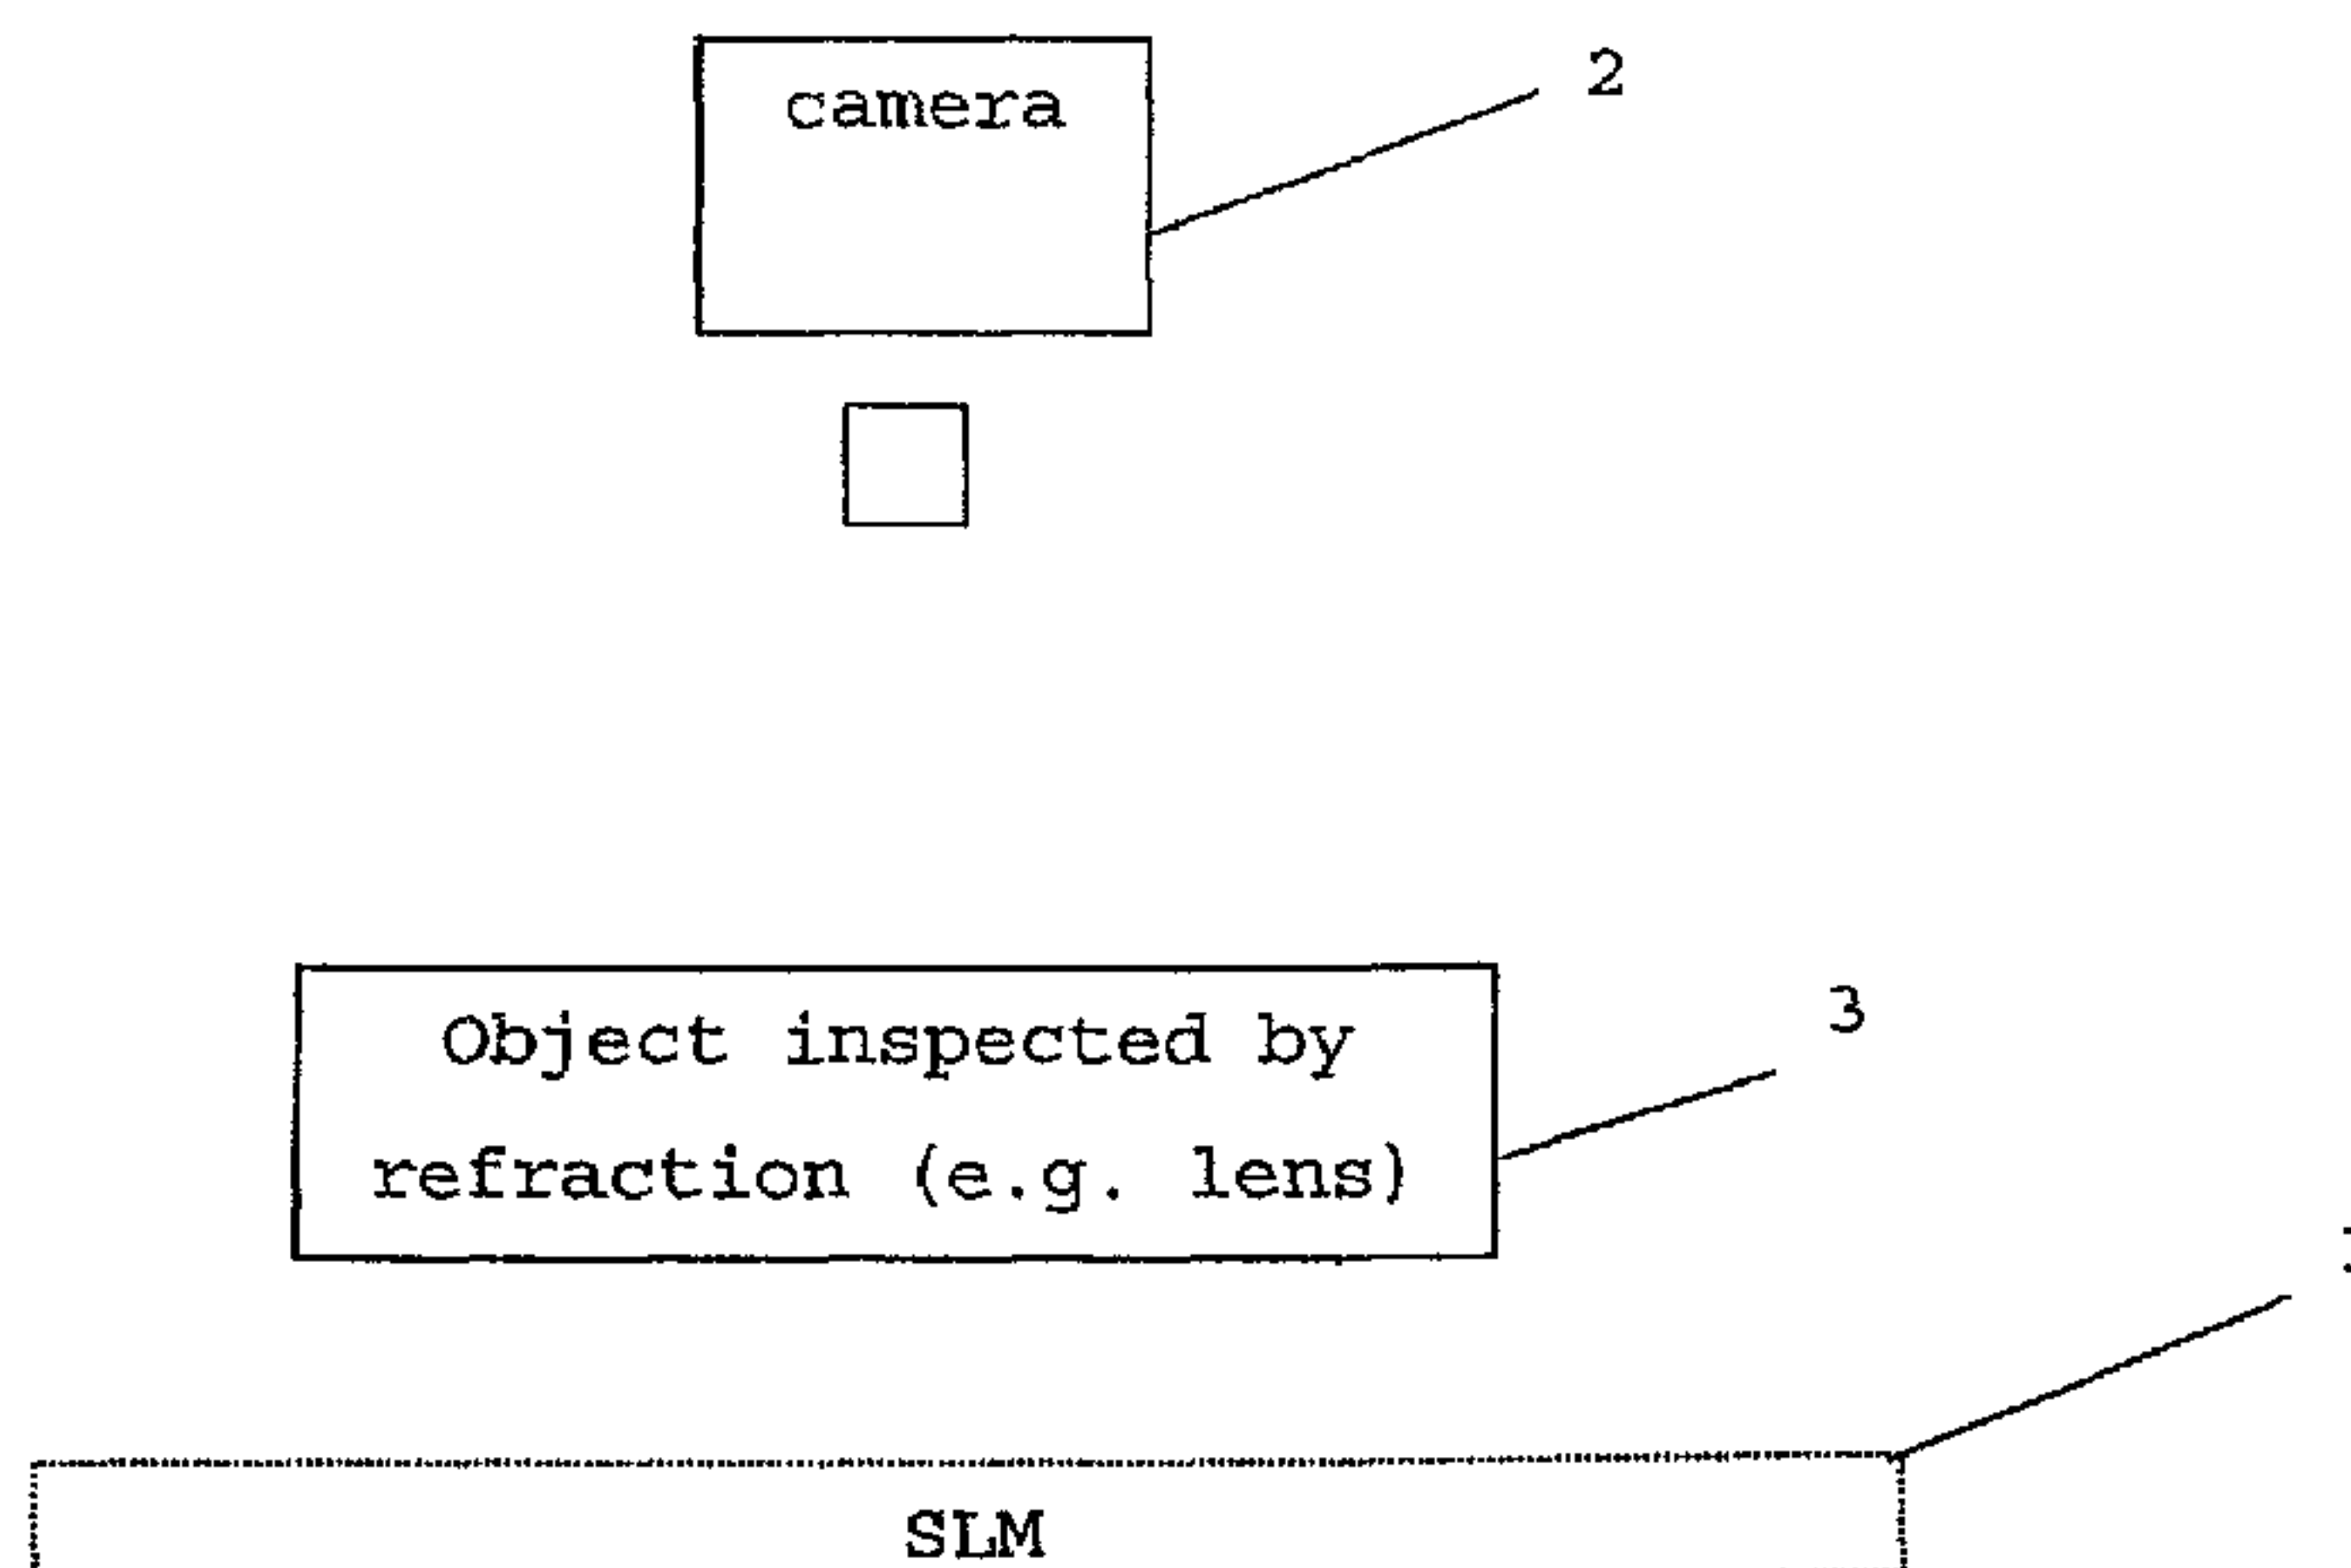 camera
2
Object inspected by
refraction (e.g. lens)
3
SLM